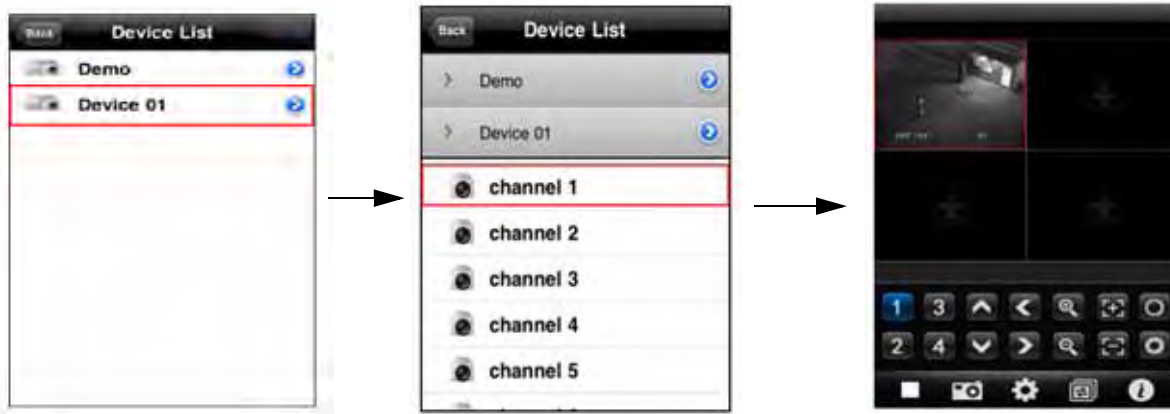 Back
Device List
Demo
Device 01
Back
Device List
Demo
Device 01
channel 1
channel 2
channel 3
channel 4
channel 5
1 3
2 4